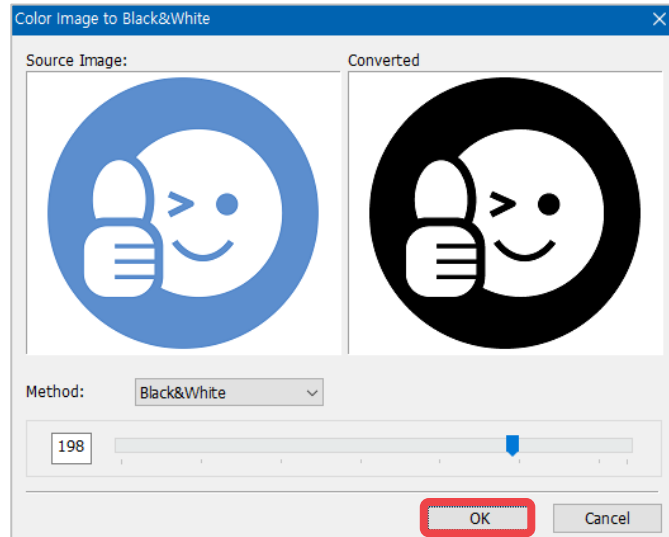 Color Image to Black&White
Source Image:
Converted
Method:
Black&White
198
OK
Cancel